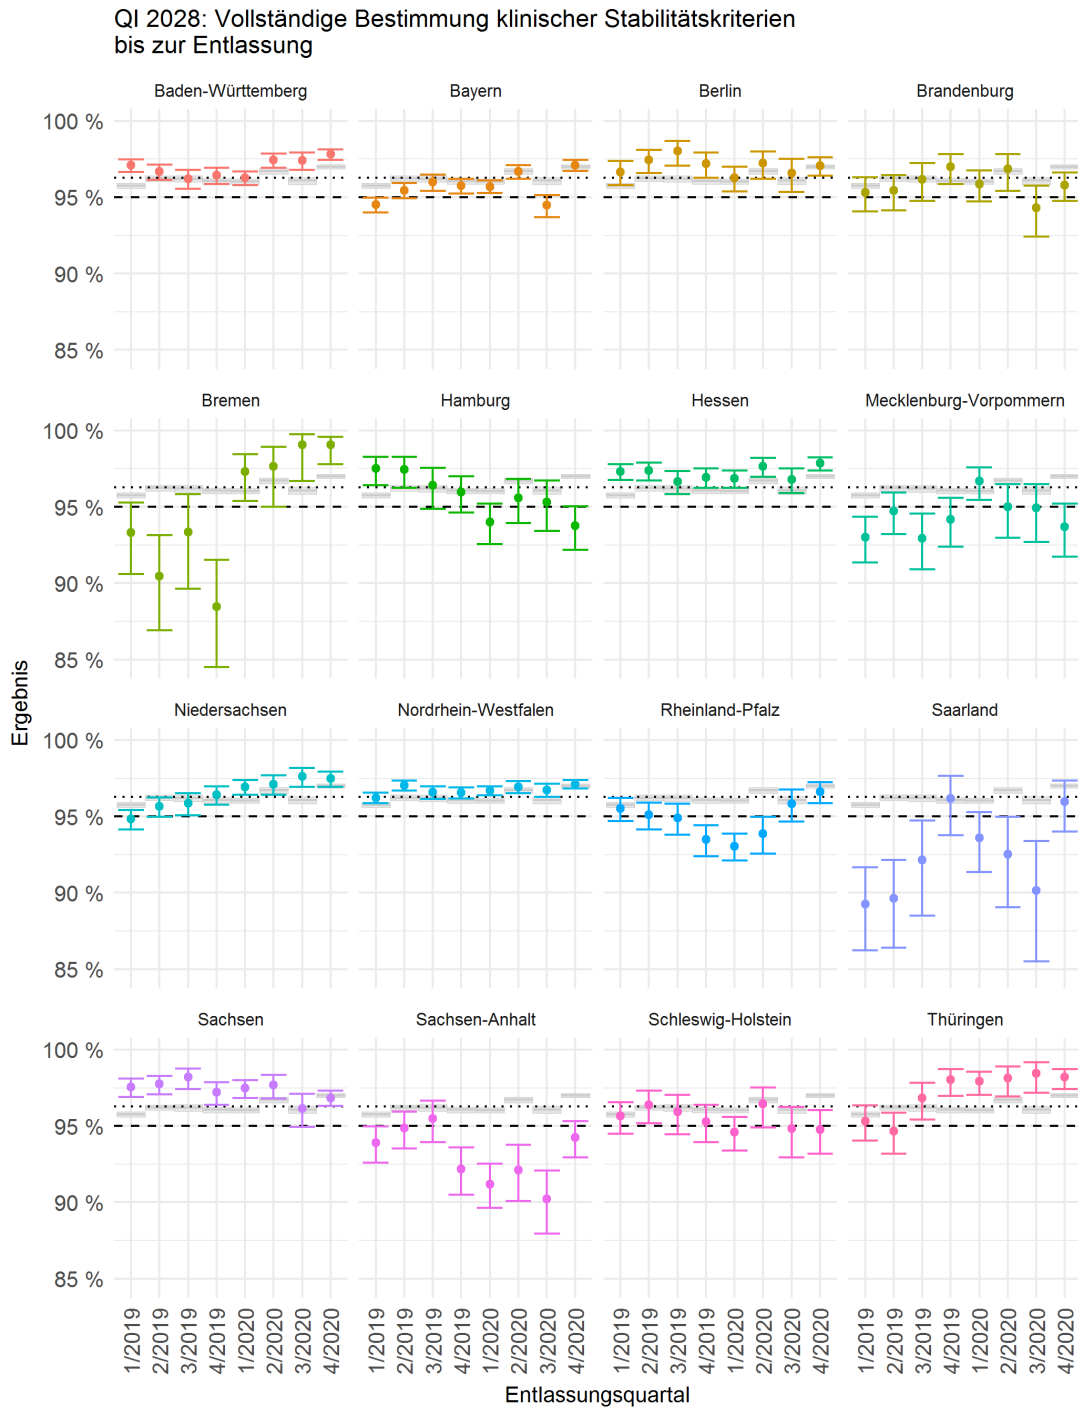 QI 2028: Vollständige Bestimmung klinischer Stabilitätskriterien
bis zur Entlassung
Baden-Württemberg
Bayern
Berlin
Brandenburg
100 %
95 %
90 %
85 %
Bremen
Hamburg
Hessen
Mecklenburg-Vorpommern
100 %
95 %
90 %
85 %
Ergebnis
Niedersachsen
Nordrhein-Westfalen
Rheinland-Pfalz
Saarland
100 %
95 %
90 %
85 %
Sachsen
Sachsen-Anhalt
Schleswig-Holstein
Thüringen
100 %
95 %
90 %
85 %
1/2019
2/2019
3/2019
4/2019
1/2020
2/2020
3/2020
4/2020
1/2019
2/2019
3/2019
4/2019
1/2020
2/2020
3/2020
4/2020
1/2019
2/2019
3/2019
4/2019
1/2020
2/2020
3/2020
4/2020
1/2019
2/2019
3/2019
4/2019
1/2020
2/2020
3/2020
4/2020
Entlassungsquartal